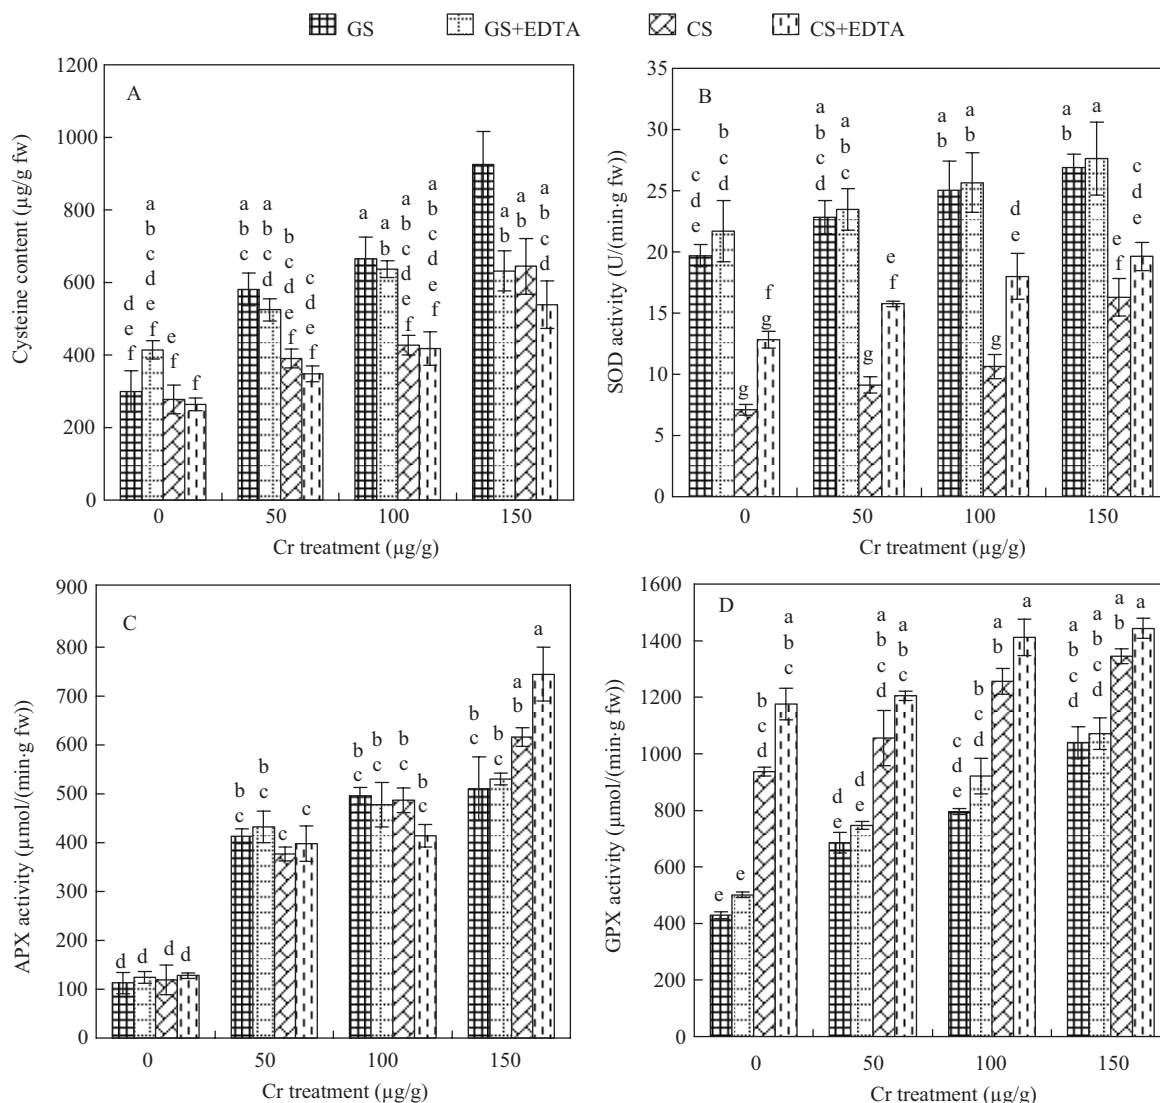 GS GS+EDTA CS CS+EDTA
A
Cysteine content (µg/g fw)
1200
1000
800
600
400
200
0
d e f
a b c d e f
e f
f
a b c
a b c d
b c d e f
c d e f
a
a b
a b c d e f
a b c d e f
a
a b
a b
a b c d
0 50 100 150
Cr treatment (µg/g)
B
SOD activity (U/(min·g fw))
35
30
25
20
15
10
5
0
c d e
b c d
g
f g
a b c d
a b c
g
e f
a b
a b
g
d e
a b
a
e f
c d e
0 50 100 150
Cr treatment (µg/g)
C
APX activity (µmol/(min·g fw))
900
800
700
600
500
400
300
200
100
0
d d d d
b c
b c
c
c
b c
b c
b c
b c
b c
b c
a b
a
0 50 100 150
Cr treatment (µg/g)
D
GPX activity (µmol/(min·g fw))
1600
1400
1200
1000
800
600
400
200
0
e
e
b c d
a b c
d e
d e
a b c d
a b c
c d e
b c d
a b
a
a b c d
a b c d
a b
a
0 50 100 150
Cr treatment (µg/g)